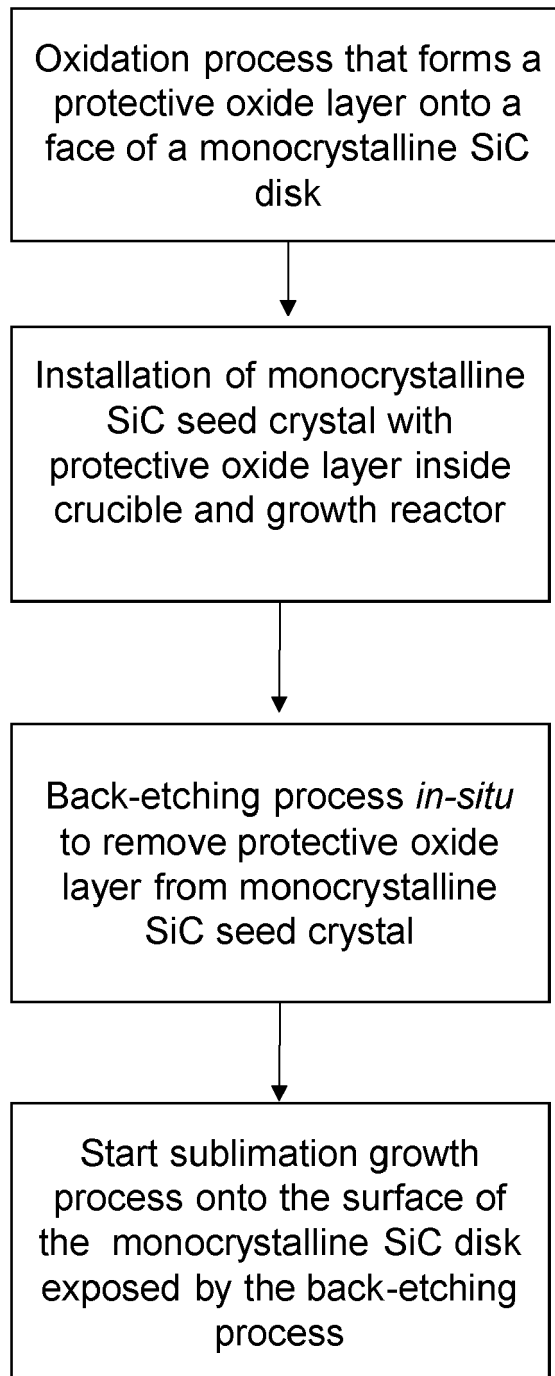 Oxidation process that forms a
protective oxide layer onto a
face of a monocrystalline SiC
disk
Installation of monocrystalline
SiC seed crystal with
protective oxide layer inside
crucible and growth reactor
Back-etching process in-situ
to remove protective oxide
layer from monocrystalline
SiC seed crystal
Start sublimation growth
process onto the surface of
the monocrystalline SiC disk
exposed by the back-etching
process